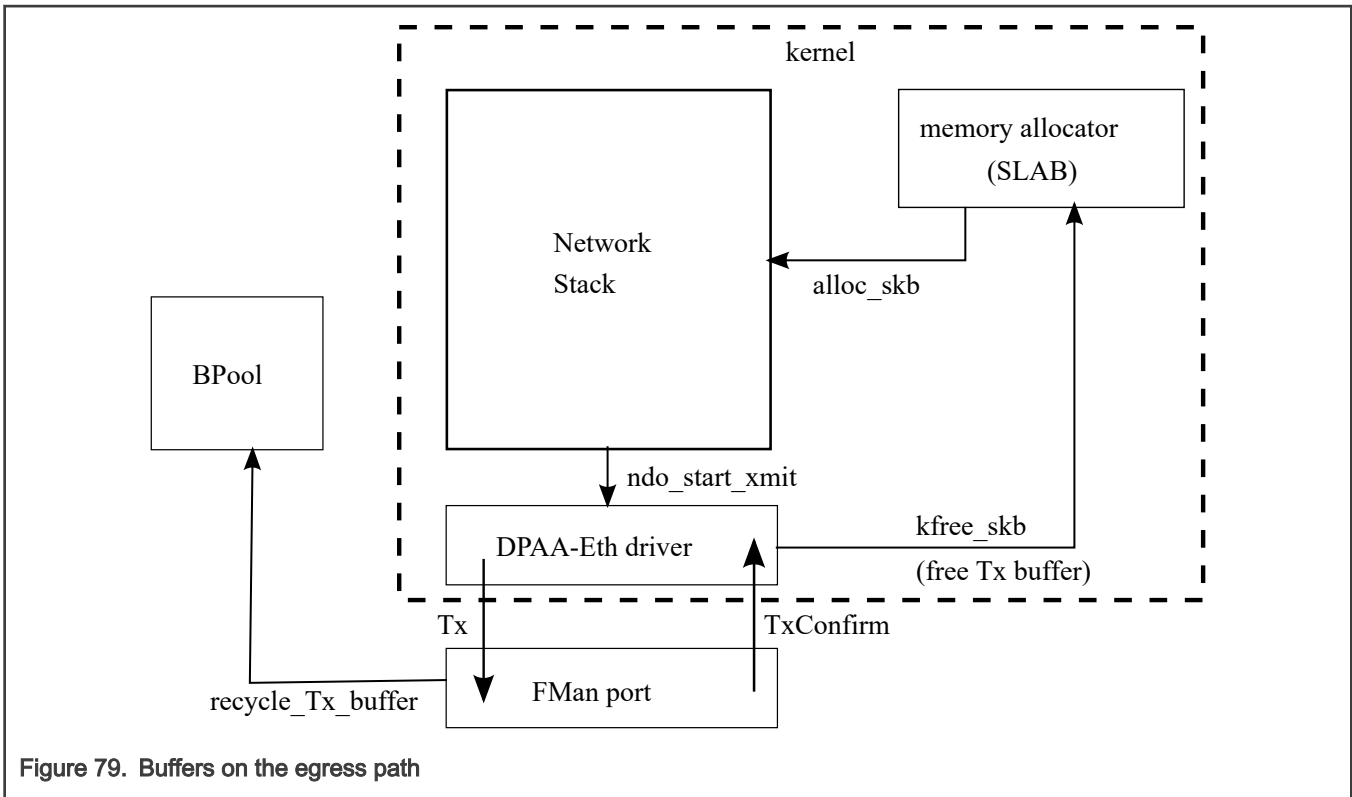 kernel
memory allocator
(SLAB)
Network
Stack
alloc_skb
BPool
ndo_start_xmit
DPAA-Eth driver
kfree_skb
(free Tx buffer)
Tx
TxConfirm
FMan port
recycle_Tx_buffer
Figure 79. Buffers on the egress path